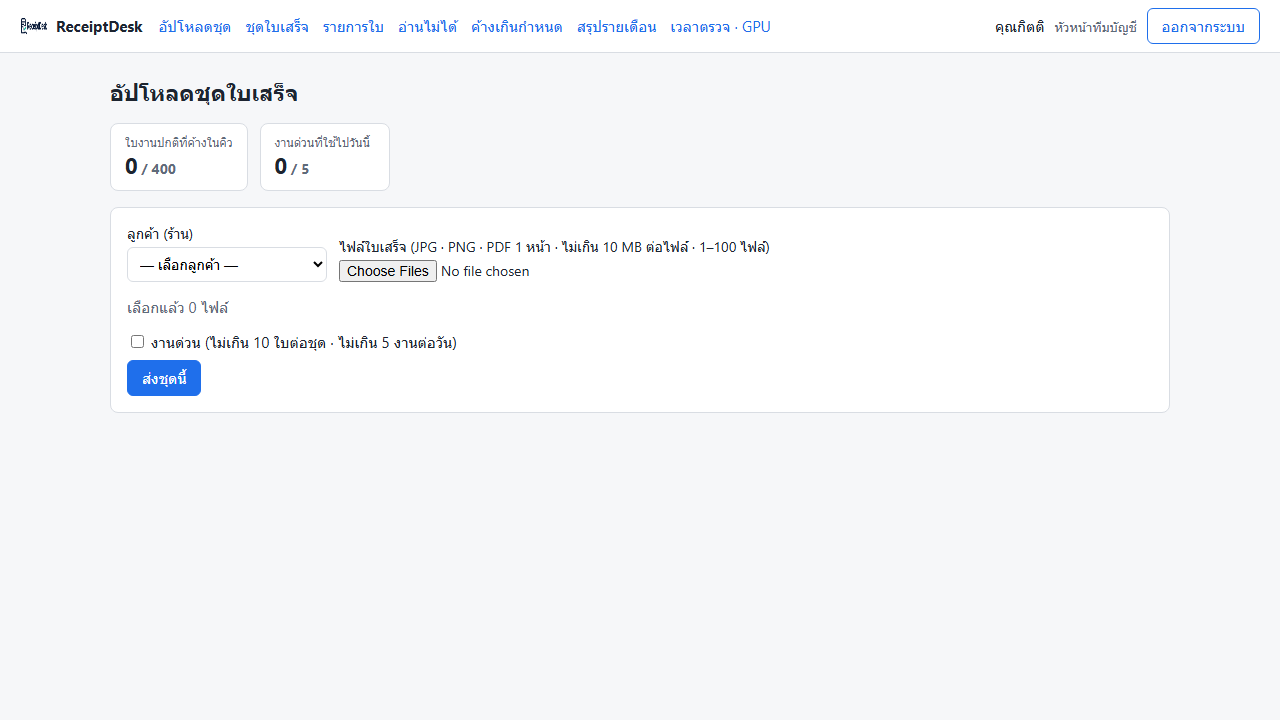 ReceiptDesk อัปโหลดชุด ชุดใบเสร็จ รายการใบ อ่านไม่ได้ ค้างเกินกำหนด สรุปรายเดือน เวลาตรวจ · GPU คุณกิตติ หัวหน้าทีมบัญชี ออกจากระบบ
อัปโหลดชุดใบเสร็จ
ใบงานปกติที่ค้างในคิว
0 / 400
งานด่วนที่ใช้ไปวันนี้
0 / 5
ลูกค้า (ร้าน)
— เลือกลูกค้า —
ไฟล์ใบเสร็จ (JPG · PNG · PDF 1 หน้า · ไม่เกิน 10 MB ต่อไฟล์ · 1–100 ไฟล์)
Choose Files No file chosen
เลือกแล้ว 0 ไฟล์
งานด่วน (ไม่เกิน 10 ใบต่อชุด · ไม่เกิน 5 งานต่อวัน)
ส่งชุดนี้